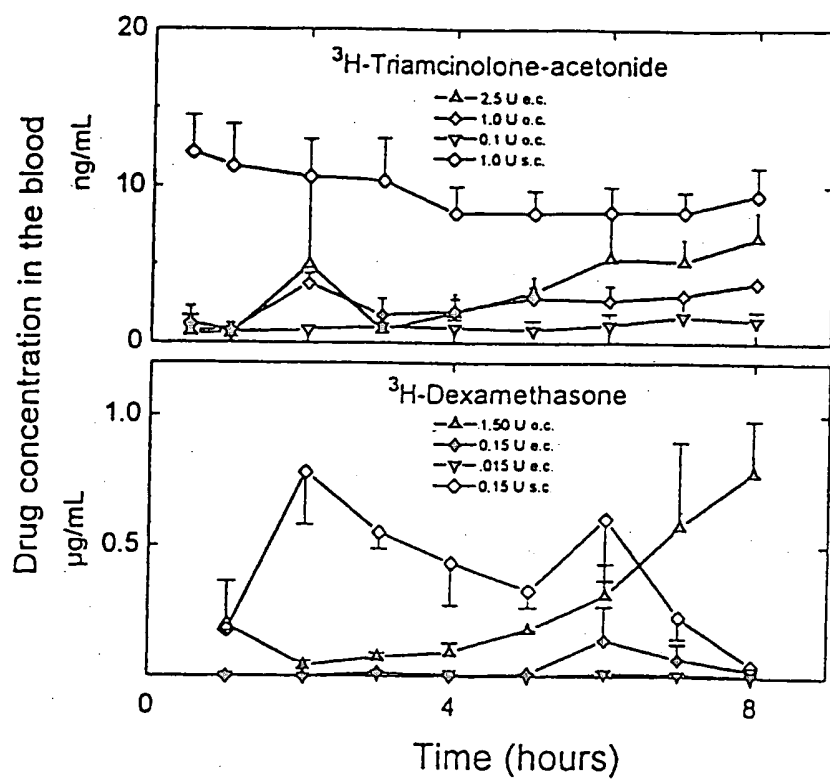 20
³H-Triamcinolone-acetonide
2.5 U e.c.
1.0 U o.c.
0.1 U o.c.
1.0 U s.c.
10
0
ng/mL
Drug concentration in the blood
³H-Dexamethasone
1.50 U o.c.
0.15 U e.c.
.015 U e.c.
0.15 U s.c
1.0
0.5
µg/mL
0
4
8
Time (hours)